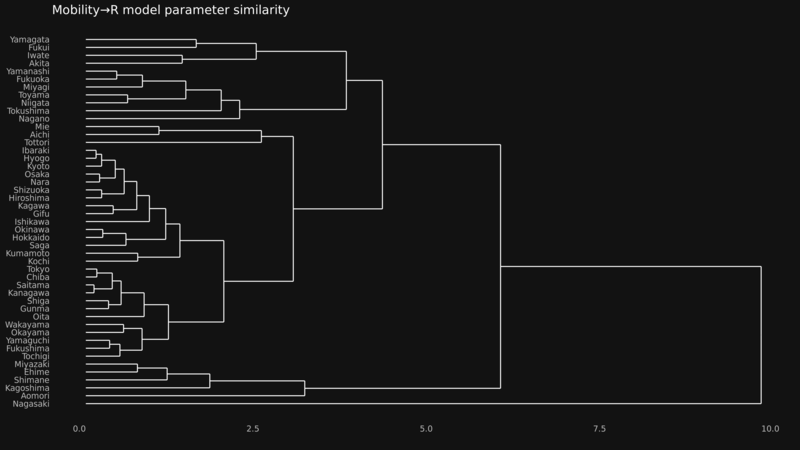 Mobility→R model parameter similarity
Yamagata
Fukui
Iwate
Akita
Yamanashi
Fukuoka
Miyagi
Toyama
Niigata
Tokushima
Nagano
Mie
Aichi
Tottori
Ibaraki
Hyogo
Kyoto
Osaka
Nara
Shizuoka
Hiroshima
Kagawa
Gifu
Ishikawa
Okinawa
Hokkaido
Saga
Kumamoto
Kochi
Tokyo
Chiba
Saitama
Kanagawa
Shiga
Gunma
Oita
Wakayama
Okayama
Yamaguchi
Fukushima
Tochigi
Miyazaki
Ehime
Shimane
Kagoshima
Aomori
Nagasaki
0.0 2.5 5.0 7.5 10.0